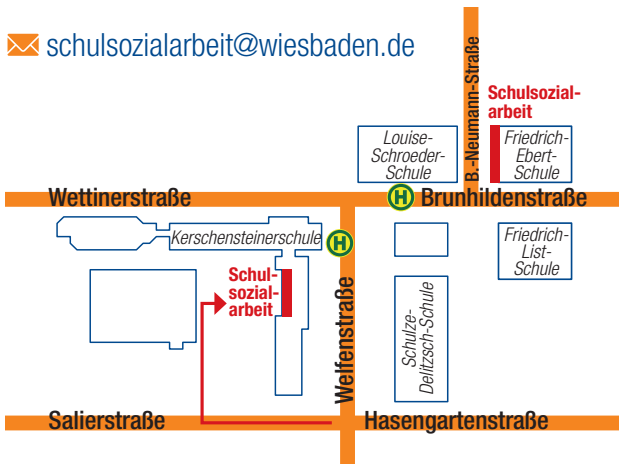 schulsozialarbeit@wiesbaden.de
B.-Neumann-Straße
Schulsozial-
arbeit
Louise-
Schroeder-
Schule
Friedrich-
Ebert-
Schule
Wettinerstraße
H
Brunhildenstraße
Kerschensteinerschule
H
Friedrich-
List-
Schule
Schul-
sozial-
arbeit
Welfenstraße
Schulze-
Delitzsch-Schule
Salierstraße
Hasengartenstraße